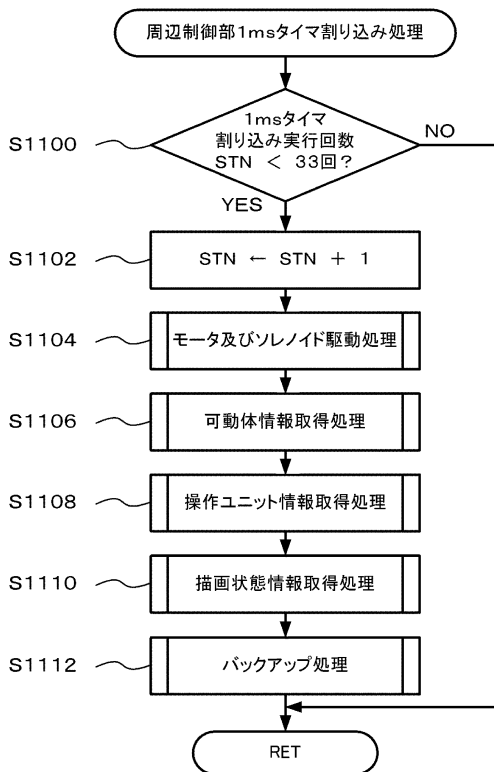 周辺制御部1msタイマ割り込み処理
S1100
1msタイマ
割り込み実行回数
STN < 33回?
NO
YES
S1102
STN ← STN + 1
S1104
モータ及びソレノイド駆動処理
S1106
可動体情報取得処理
S1108
操作ユニット情報取得処理
S1110
描画状態情報取得処理
S1112
バックアップ処理
RET